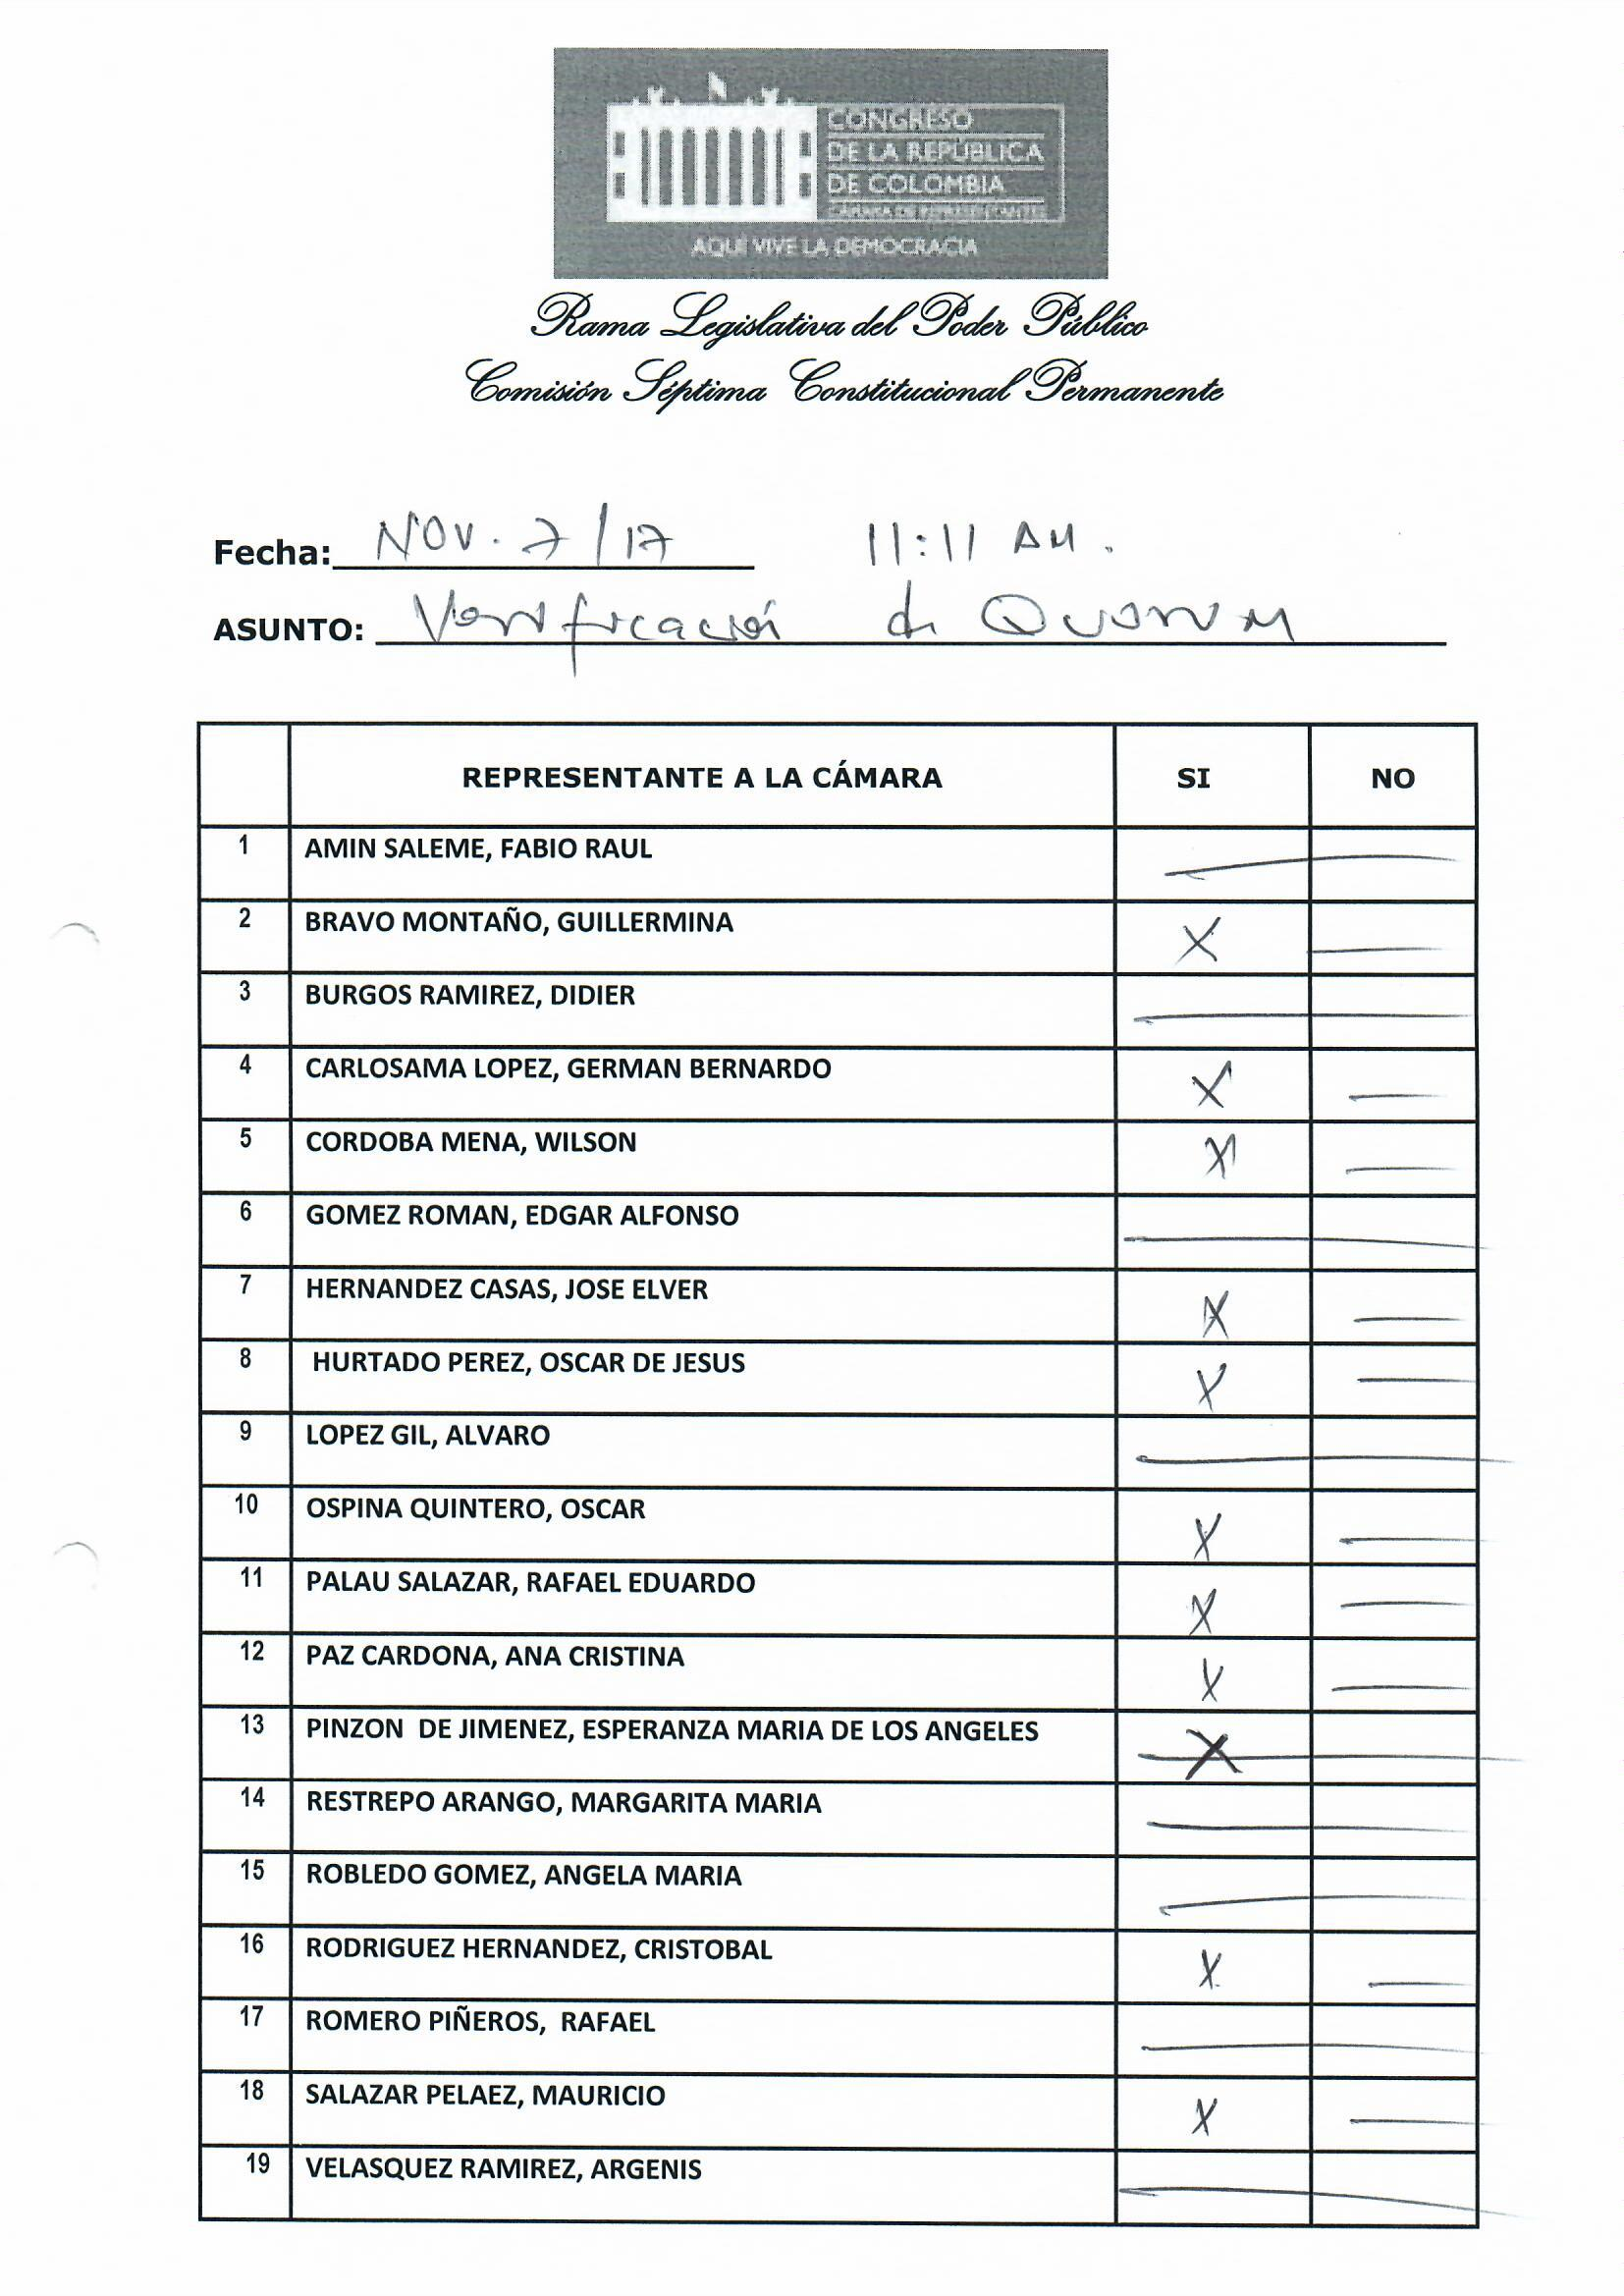 CONGRESO
DE LA REPÚBLICA
DE COLOMBIA
CÁMARA DE REPRESENTANTES
AQUÍ VIVE LA DEMOCRACIA
Rama Legislativa del Poder Público
Comisión Séptima Constitucional Permanente
Fecha: NOV. 7/17 11:11 AM.
ASUNTO: Verificación de Quorum
REPRESENTANTE A LA CÁMARA SI NO
1 AMIN SALEME, FABIO RAUL
2 BRAVO MONTAÑO, GUILLERMINA X
3 BURGOS RAMIREZ, DIDIER
4 CARLOSAMA LOPEZ, GERMAN BERNARDO X
5 CORDOBA MENA, WILSON X
6 GOMEZ ROMAN, EDGAR ALFONSO
7 HERNANDEZ CASAS, JOSE ELVER X
8 HURTADO PEREZ, OSCAR DE JESUS X
9 LOPEZ GIL, ALVARO
10 OSPINA QUINTERO, OSCAR X
11 PALAU SALAZAR, RAFAEL EDUARDO X
12 PAZ CARDONA, ANA CRISTINA X
13 PINZON DE JIMENEZ, ESPERANZA MARIA DE LOS ANGELES X
14 RESTREPO ARANGO, MARGARITA MARIA
15 ROBLEDO GOMEZ, ANGELA MARIA
16 RODRIGUEZ HERNANDEZ, CRISTOBAL X
17 ROMERO PIÑEROS, RAFAEL
18 SALAZAR PELAEZ, MAURICIO X
19 VELASQUEZ RAMIREZ, ARGENIS